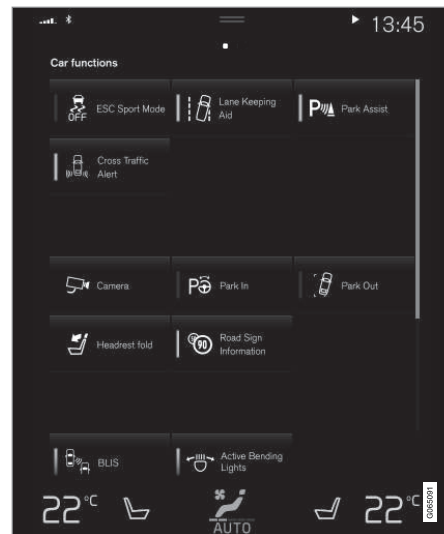 13:45
Car functions
OFF
ESC Sport Mode
Lane Keeping
Aid
P
Park Assist
Cross Traffic
Alert
Camera
P
Park In
Park Out
Headrest fold
90
Road Sign
Information
BLIS
Active Bending
Lights
22°C
AUTO
22°C
G065091